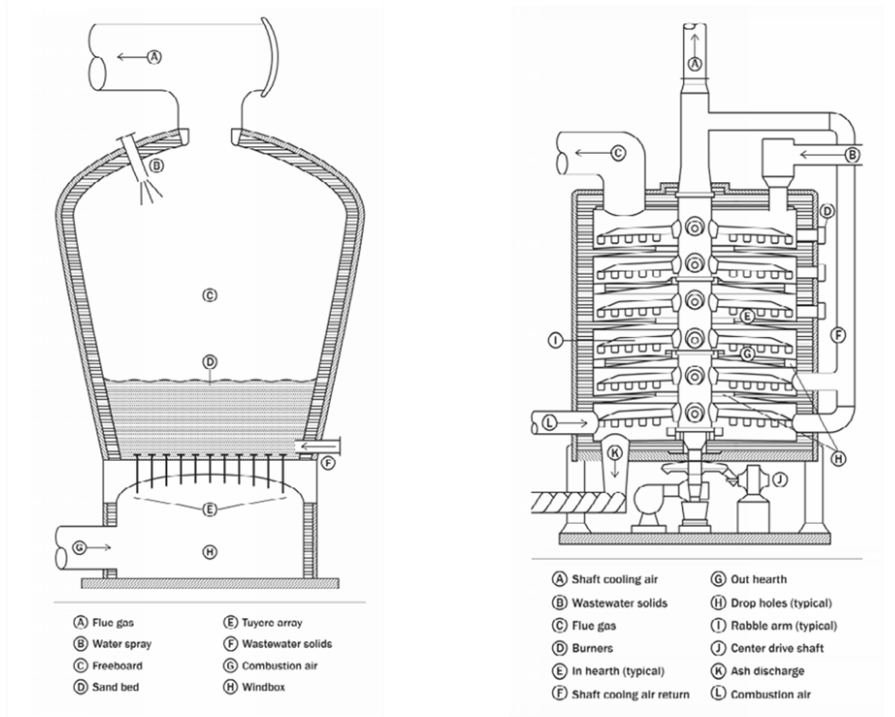 A
B
C
D
F
E
G
H
A Flue gas
B Water spray
C Freeboard
D Sand bed
E Tuyere array
F Wastewater solids
G Combustion air
H Windbox
A
C
B
D
E
I
F
G
L
K
H
J
A Shaft cooling air
B Wastewater solids
C Flue gas
D Burners
E In hearth (typical)
F Shaft coolng air return
G Out hearth
H Drop holes (typical)
I Rabble arm (typical)
J Center drive shaft
K Ash discharge
L Combustion air